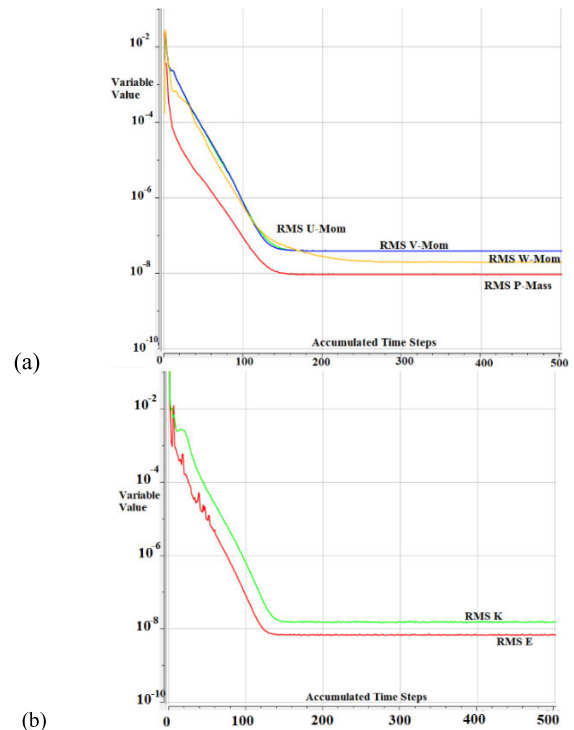 10-2
Variable
Value
10-4
10-6
RMS U-Mom
RMS V-Mom
RMS W-Mom
10-8
RMS P-Mass
10-10
Accumulated Time Steps
0 100 200 300 400 500
(a)
10-2
10-4
Variable
Value
10-6
RMS K
10-8
RMS E
10-10
Accumulated Time Steps
0 100 200 300 400 500
(b)